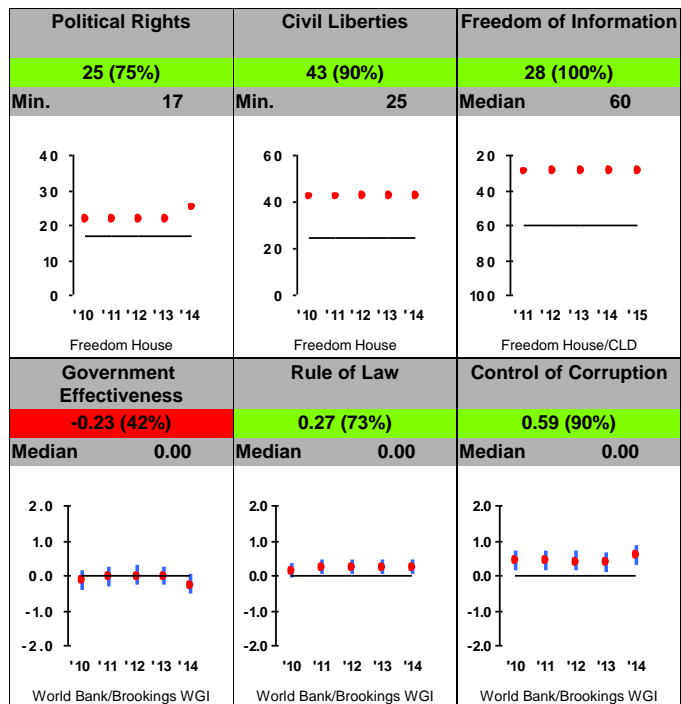 Political Rights
25 (75%)
Min. 17
40
30
20
10
0
'10 '11 '12 '13 '14
Freedom House
Civil Liberties
43 (90%)
Min. 25
60
40
20
0
'10 '11 '12 '13 '14
Freedom House
Freedom of Information
28 (100%)
Median 60
20
40
60
80
100
'11 '12 '13 '14 '15
Freedom House/CLD
Government
Effectiveness
-0.23 (42%)
Median 0.00
2.0
1.0
0.0
-1.0
-2.0
'10 '11 '12 '13 '14
World Bank/Brookings WGI
Rule of Law
0.27 (73%)
Median 0.00
2.0
1.0
0.0
-1.0
-2.0
'10 '11 '12 '13 '14
World Bank/Brookings WGI
Control of Corruption
0.59 (90%)
Median 0.00
2.0
1.0
0.0
-1.0
-2.0
'10 '11 '12 '13 '14
World Bank/Brookings WGI